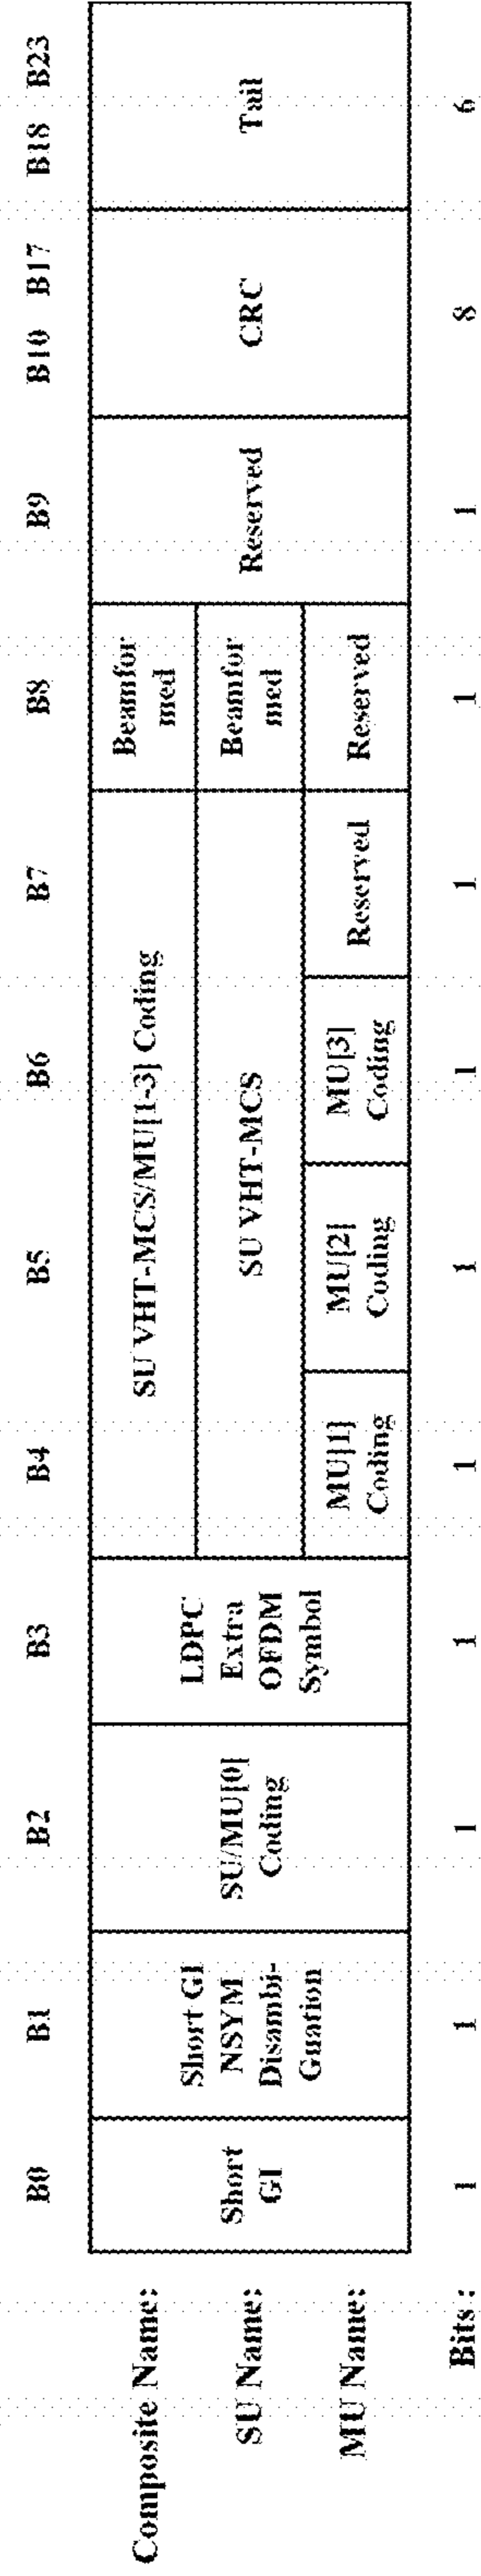 B0 B1 B2 B3 B4 B5 B6 B7 B8 B9 B10 B17 B18 B23
Composite Name:
SU Name:
MU Name:
Short
GI
Short GI
NSYM
Disambi-
Guation
SU/MU[0]
Coding
LDPC
Extra
OFDM
Symbol
SU VHT-MCS/MU[1-3] Coding
SU VHT-MCS
MU[1]
Coding
MU[2]
Coding
MU[3]
Coding
Reserved
Beamfor
med
Beamfor
med
Reserved
Reserved
CRC
Tail
Bits : 1 1 1 1 1 1 1 1 1 1 8 6